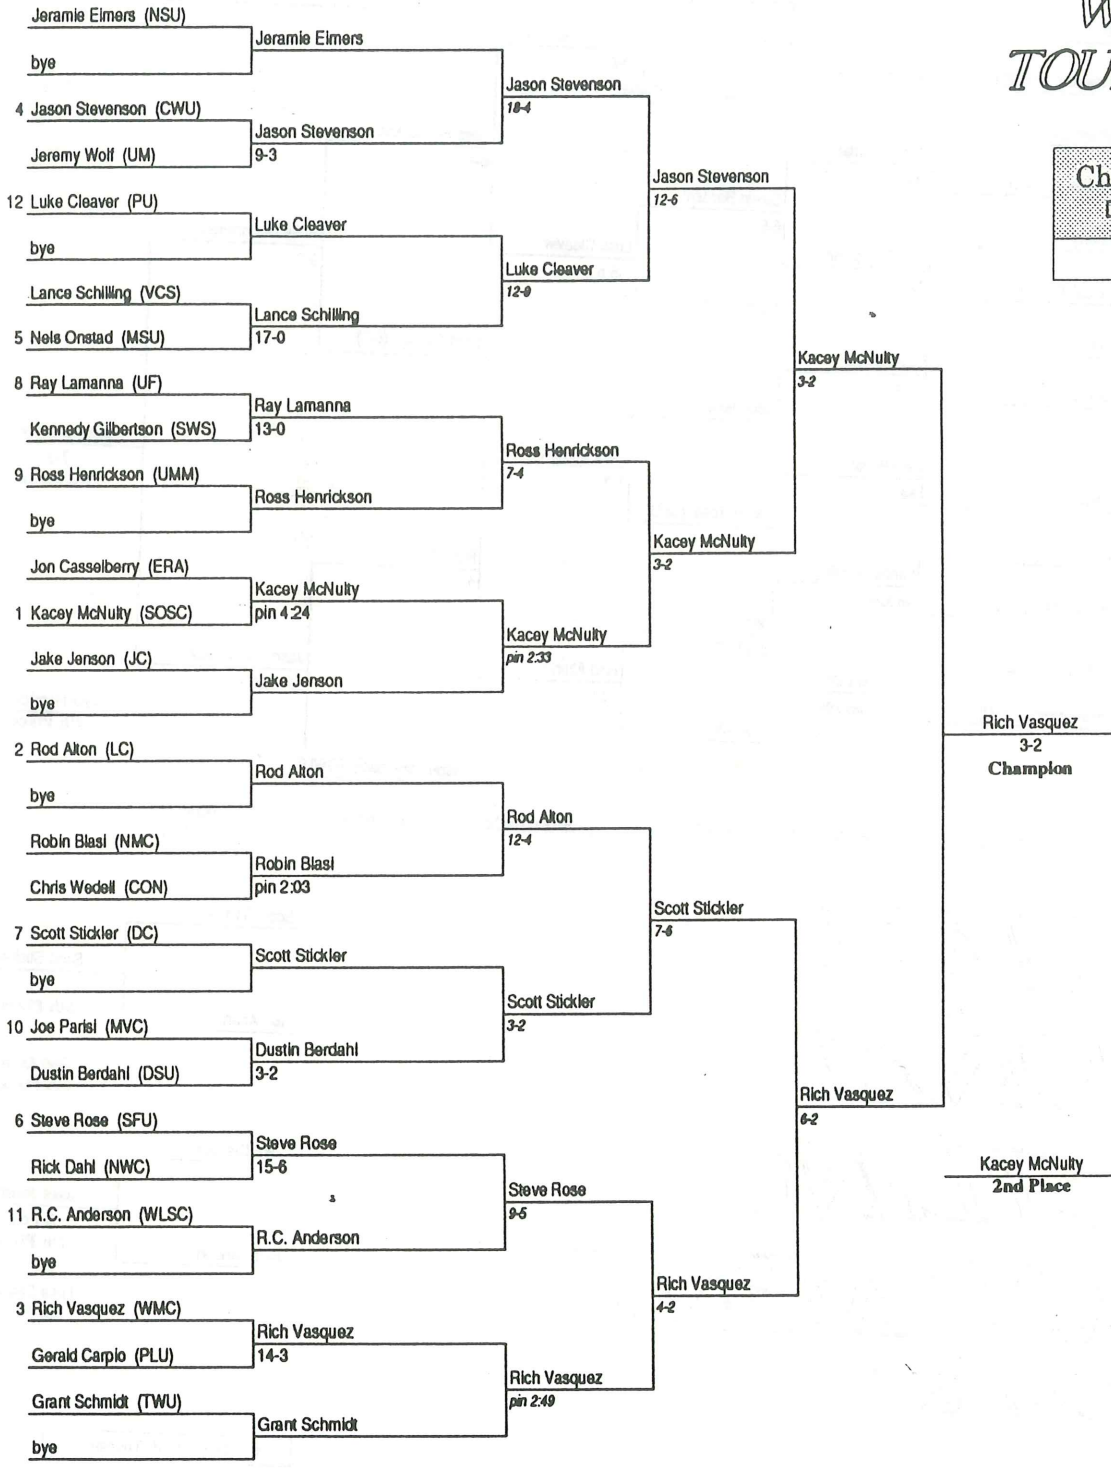 Jeramie Elmers (NSU)
bye
4 Jason Stevenson (CWU)
Jeremy Wolf (UM)
12 Luke Cleaver (PU)
bye
Lance Schilling (VCS)
5 Nels Onstad (MSU)
8 Ray Lamanna (UF)
Kennedy Gilbertson (SWS)
9 Ross Henrickson (UMM)
bye
Jon Casselberry (ERA)
1 Kacey McNulty (SOSC)
Jake Jenson (JC)
bye
2 Rod Alton (LC)
bye
Robin Blasi (NMC)
Chris Wedell (CON)
7 Scott Stickler (DC)
bye
10 Joe Parisi (MVC)
Dustin Berdahl (DSU)
6 Steve Rose (SFU)
Rick Dahl (NWC)
11 R.C. Anderson (WLSC)
bye
3 Rich Vasquez (WMC)
Gerald Carpio (PLU)
Grant Schmidt (TWU)
bye
Jeramie Elmers
Jason Stevenson
9-3
Luke Cleaver
Lance Schilling
17-0
Ray Lamanna
13-0
Ross Henrickson
Kacey McNulty
pin 4:24
Jake Jenson
Rod Alton
Robin Blasi
pin 2:03
Scott Stickler
Dustin Berdahl
3-2
Steve Rose
15-6
R.C. Anderson
Rich Vasquez
14-3
Grant Schmidt
Jason Stevenson
18-4
Luke Cleaver
12-9
Ross Henrickson
7-4
Kacey McNulty
pin 2:33
Rod Alton
12-4
Scott Stickler
3-2
Steve Rose
9-5
Rich Vasquez
pin 2:49
Jason Stevenson
12-6
Kacey McNulty
3-2
Scott Stickler
7-6
Rich Vasquez
4-2
Kacey McNulty
3-2
Rich Vasquez
6-2
Rich Vasquez
3-2
Champion
Kacey McNulty
2nd Place
W
TOU
Ch